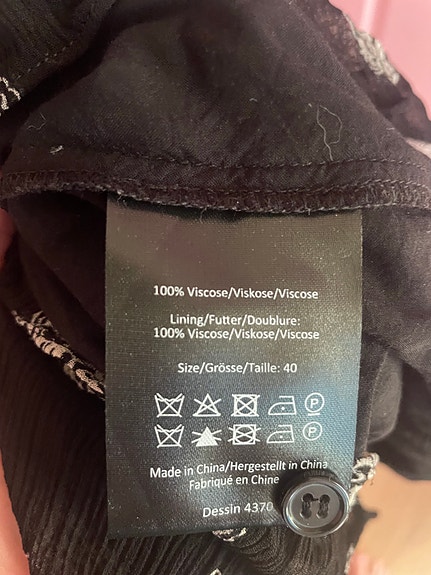 100% Viscose/Viskose/Viscose
Lining/Futter/Doublure:
100% Viscose/Viskose/Viscose
Size/Grösse/Taille: 40
P
P
Made in China/Hergestellt in China
Fabriqué en Chine
Dessin 4370